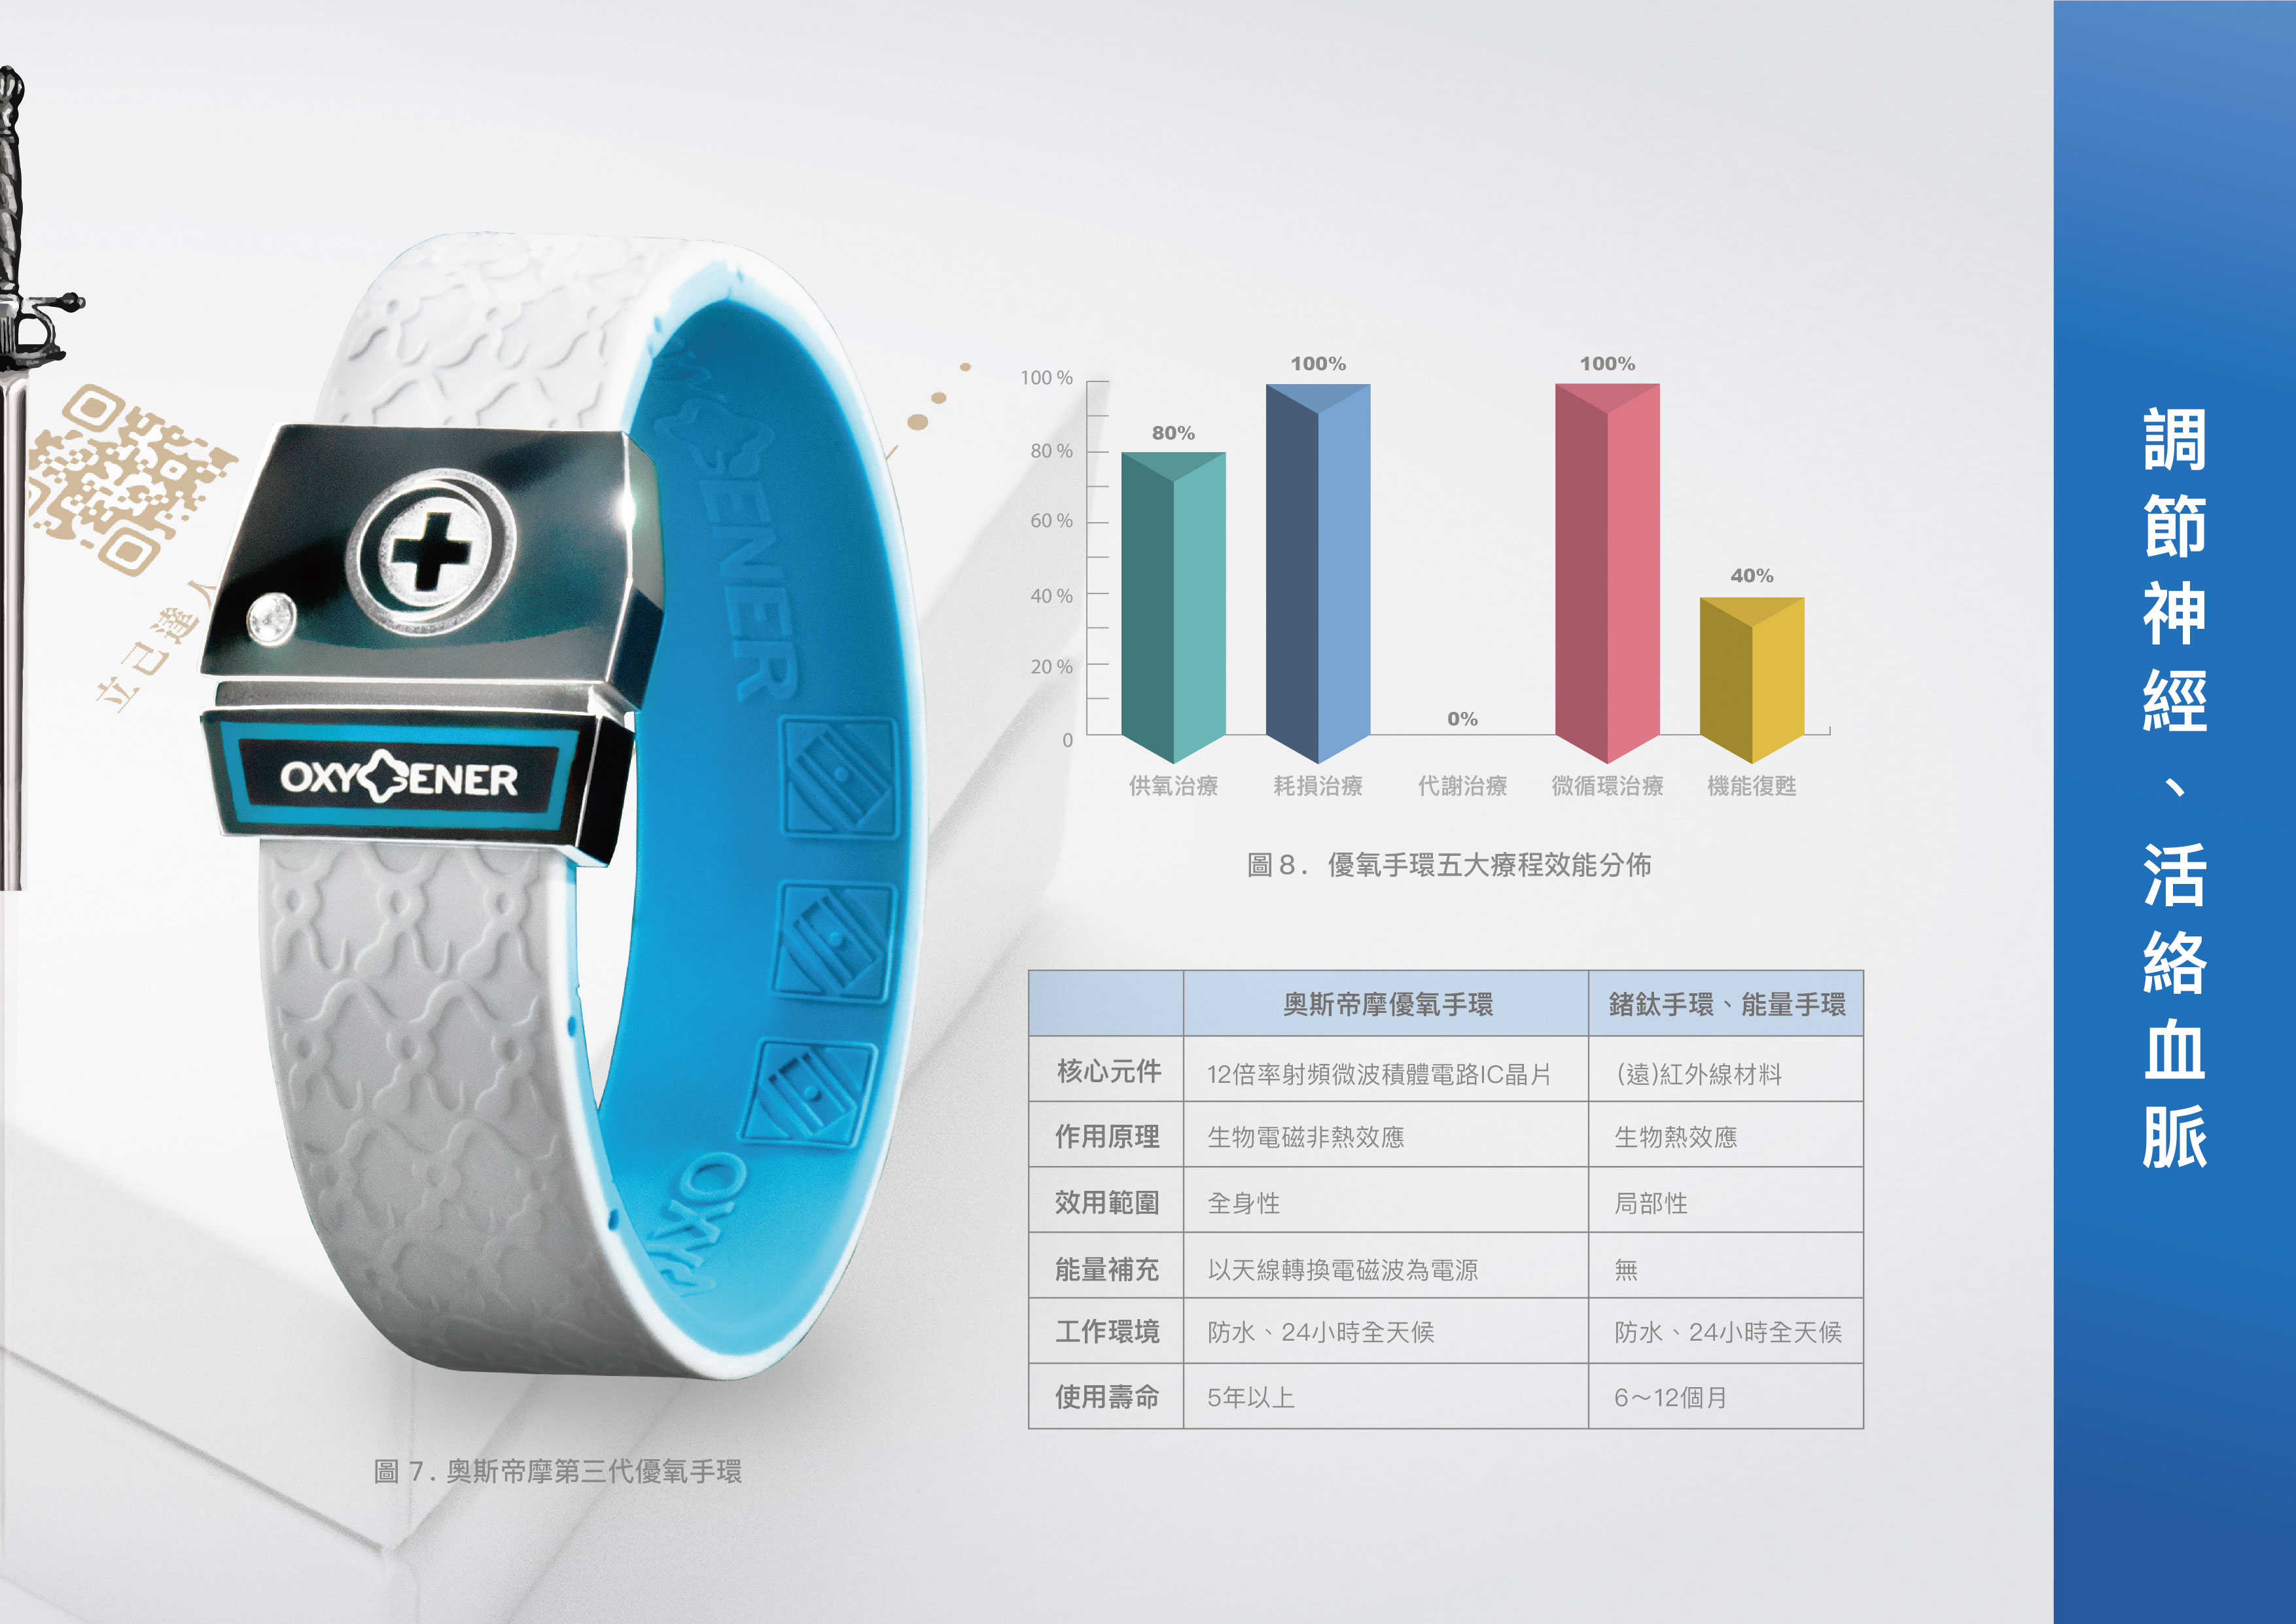 立己達人
OXYGENER
GENER
OXYG
圖 7. 奧斯帝摩第三代優氧手環
100 %
80 %
60 %
40 %
20 %
0
80%
100%
0%
100%
40%
供氧治療 耗損治療 代謝治療 微循環治療 機能復甦
圖8. 優氧手環五大療程效能分佈
奧斯帝摩優氧手環 鍺鈦手環、能量手環
核心元件 12倍率射頻微波積體電路IC晶片 (遠)紅外線材料
作用原理 生物電磁非熱效應 生物熱效應
效用範圍 全身性 局部性
能量補充 以天線轉換電磁波為電源 無
工作環境 防水、24小時全天候 防水、24小時全天候
使用壽命 5年以上 6～12個月
調節神經、活絡血脈